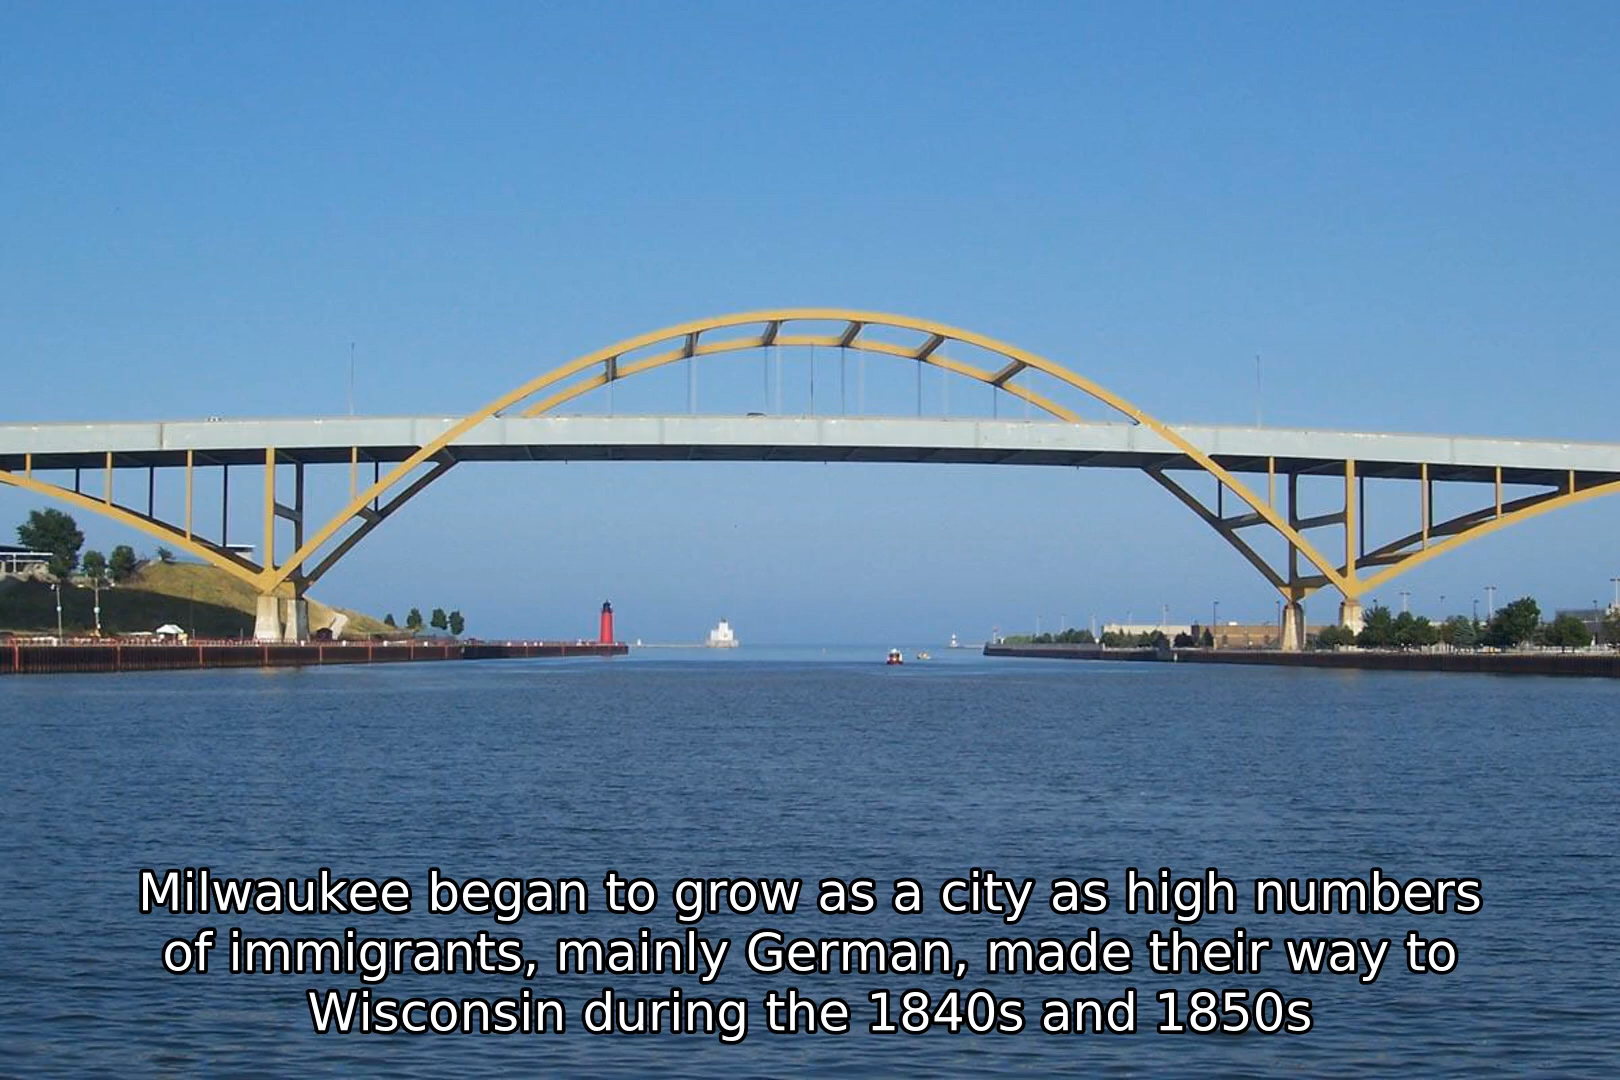 Milwaukee began to grow as a city as high numbers
of immigrants, mainly German, made their way to
Wisconsin during the 1840s and 1850s